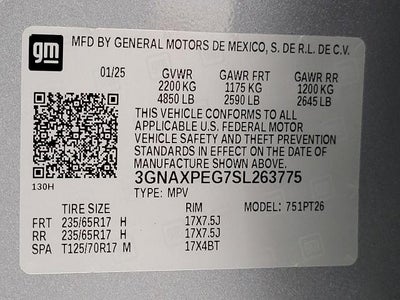 gm
MFD BY GENERAL MOTORS DE MEXICO, S. DE R.L. DE C.V.
01/25 GVWR GAWR FRT GAWR RR
2200 KG 1175 KG 1200 KG
4850 LB 2590 LB 2645 LB
THIS VEHICLE CONFORMS TO ALL
APPLICABLE U.S. FEDERAL MOTOR
VEHICLE SAFETY AND THEFT PREVENTION
STANDARDS IN EFFECT ON THE DATE OF
MANUFACTURE SHOWN ABOVE.
3GNAXPEG7SL263775
130H
TYPE: MPV
TIRE SIZE RIM MODEL: 751PT26
FRT 235/65R17 H 17X7.5J
RR 235/65R17 H 17X7.5J
SPA T125/70R17 M 17X4BT